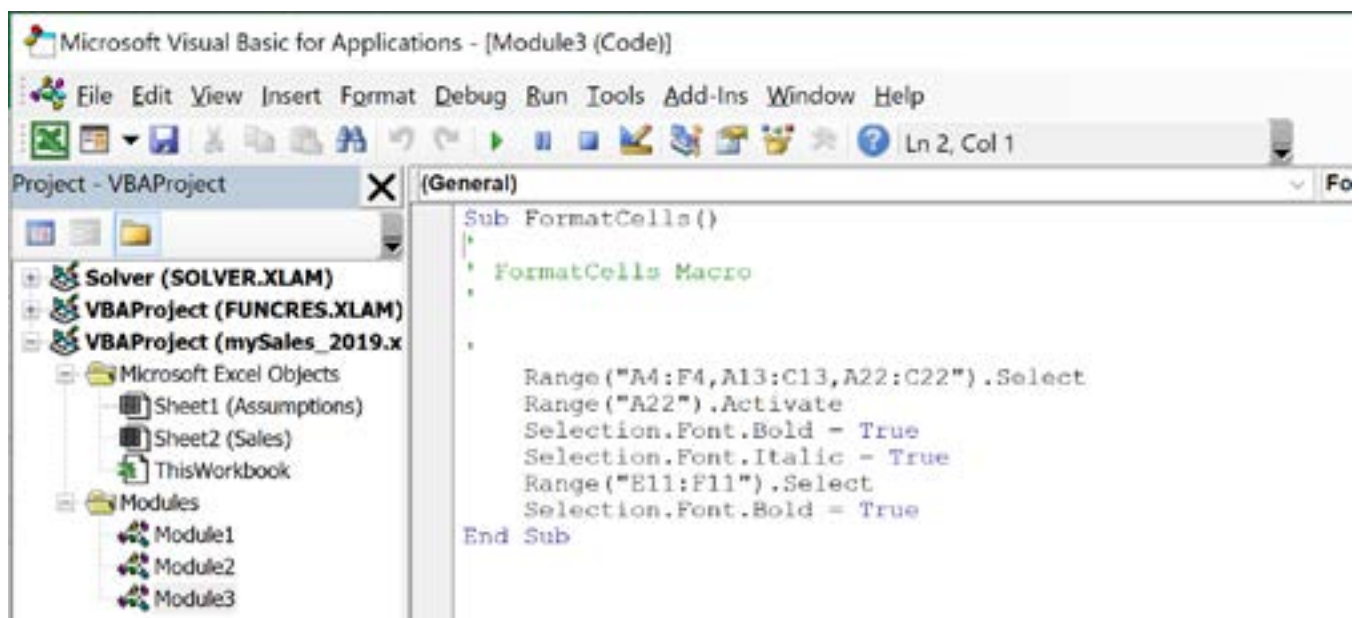 Microsoft Visual Basic for Applications - [Module3 (Code)]
File Edit View Insert Format Debug Run Tools Add-Ins Window Help
Ln 2, Col 1
Project - VBAProject
(General)
Fo
Solver (SOLVER.XLAM)
VBAProject (FUNCRES.XLAM)
VBAProject (mySales_2019.x
Microsoft Excel Objects
Sheet1 (Assumptions)
Sheet2 (Sales)
ThisWorkbook
Modules
Module1
Module2
Module3
Sub FormatCells()
'
' FormatCells Macro
'
'
Range("A4:F4,A13:C13,A22:C22").Select
Range("A22").Activate
Selection.Font.Bold = True
Selection.Font.Italic = True
Range("E11:F11").Select
Selection.Font.Bold = True
End Sub